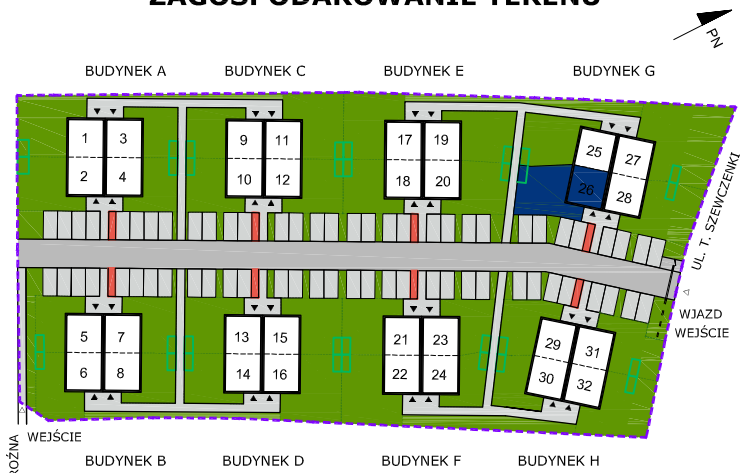 ZAGOSPODAROWANIE TERENU
PN
BUDYNEK A
BUDYNEK C
BUDYNEK E
BUDYNEK G
1 3
2 4
9 11
10 12
17 19
18 20
25 27
26 28
UL. T. SZEWCZENKI
WJAZD
WEJŚCIE
5 7
6 8
13 15
14 16
21 23
22 24
29 31
30 32
WEJŚCIE
BUDYNEK B
BUDYNEK D
BUDYNEK F
BUDYNEK H